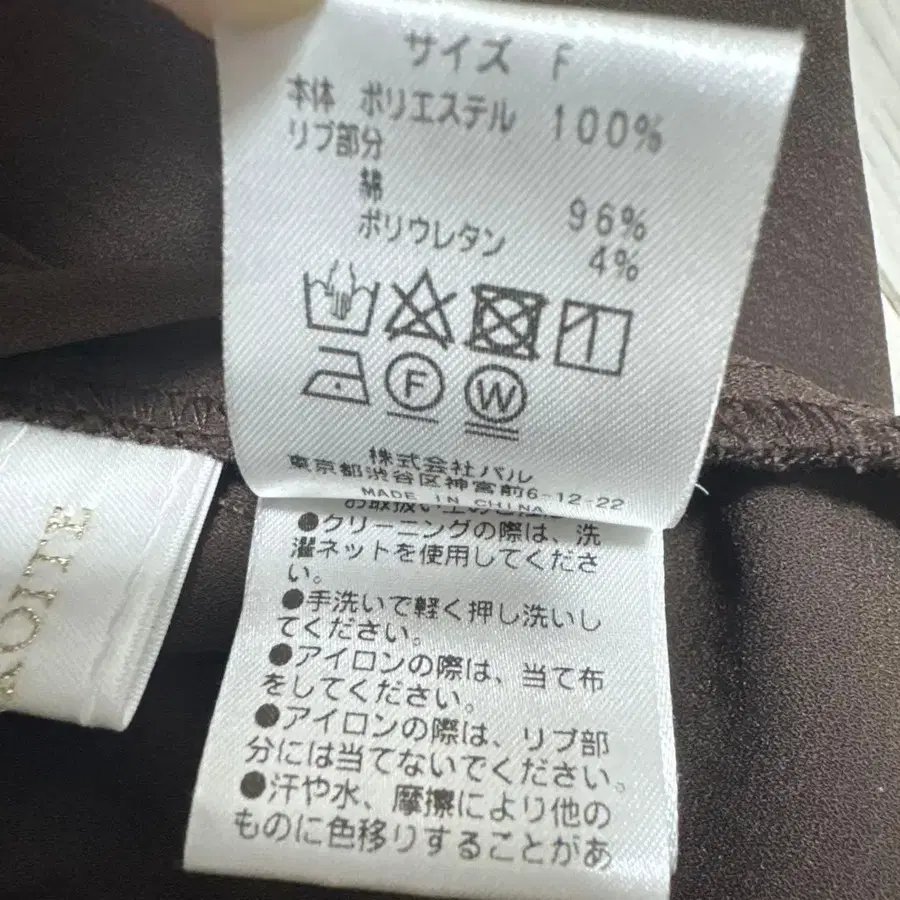 サイズ F
本体 ポリエステル 100%
リブ部分
綿 96%
ポリウレタン 4%
F W
株式会社パル
東京都渋谷区神宮前6-12-22
MADE IN CHINA
●クリーニングの際は、洗
濯ネットを使用してくださ
い。
●手洗いで軽く押し洗いし
てください。
●アイロンの際は、当て布
をしてください。
●アイロンの際は、リブ部
分には当てないでください。
●汗や水、摩擦により他の
ものに色移りすることがあ